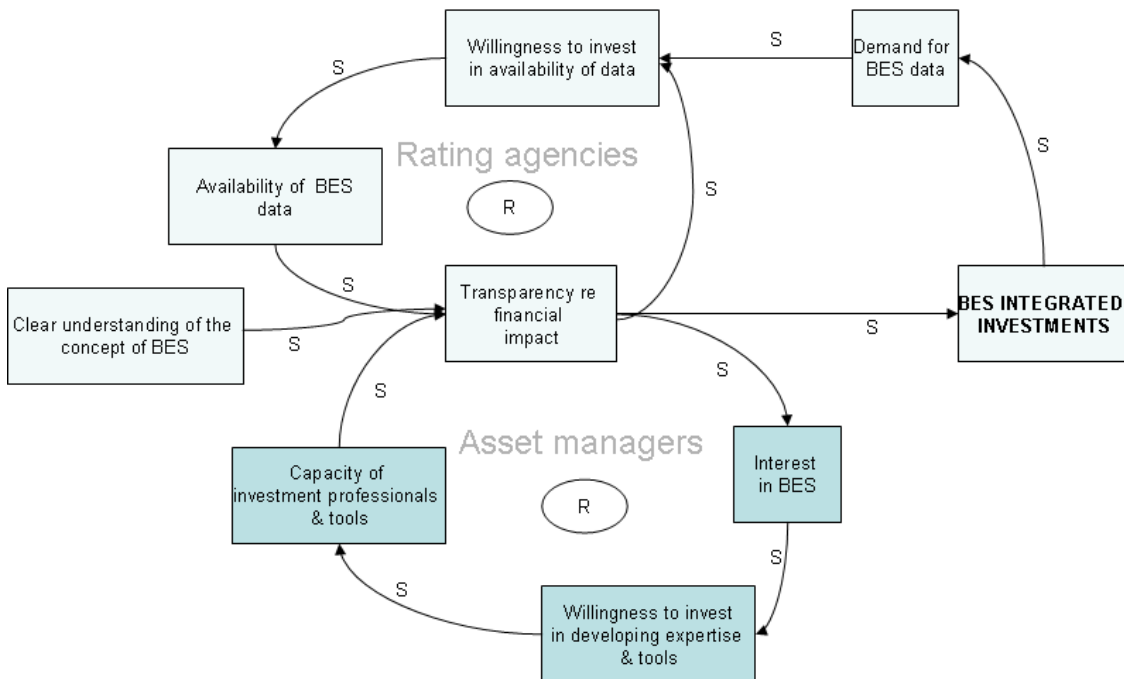 Willingness to invest
in availability of data
S
Demand for
BES data
S
S
Rating agencies
S
Availability of BES
data
R
S
Clear understanding of the
concept of BES
S
Transparency re
financial
impact
S
BES INTEGRATED
INVESTMENTS
S
S
Asset managers
Capacity of
investment professionals
& tools
R
Interest
in BES
S
S
Willingness to invest
in developing expertise
& tools